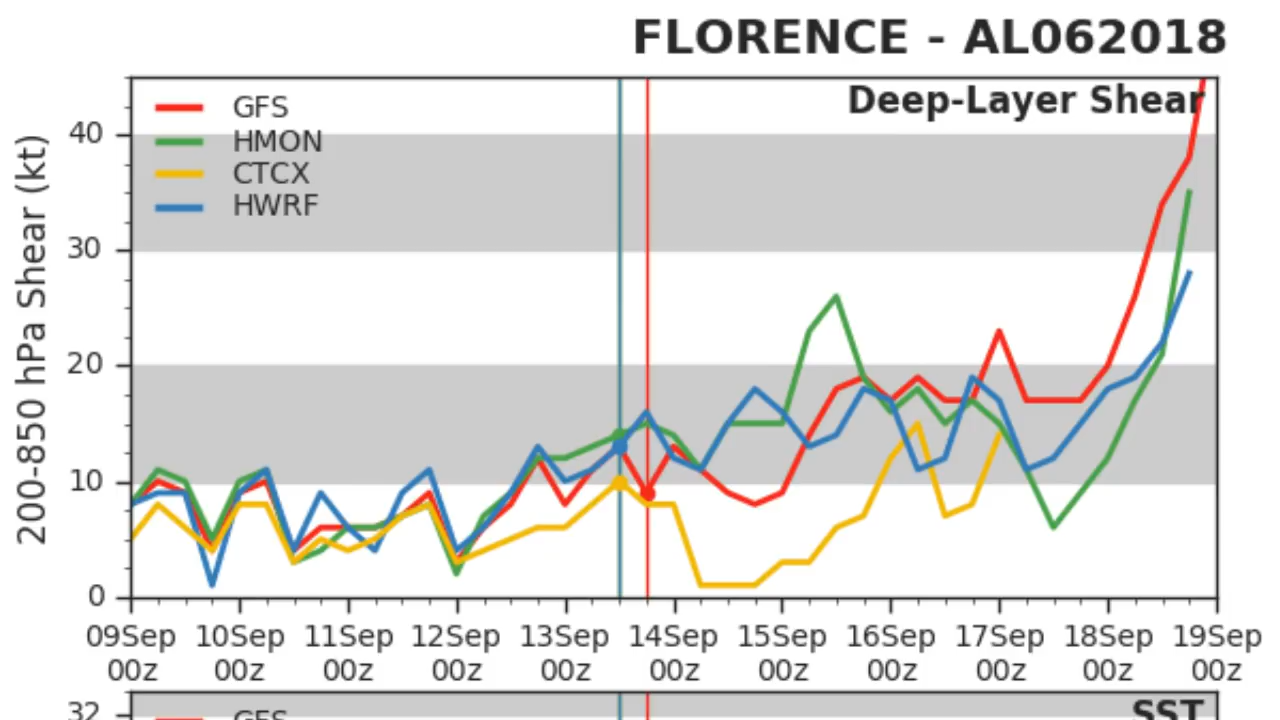 FLORENCE - AL062018
Deep-Layer Shear
GFS
HMON
CTCX
HWRF
200-850 hPa Shear (kt)
40
30
20
10
0
09Sep 10Sep 11Sep 12Sep 13Sep 14Sep 15Sep 16Sep 17Sep 18Sep 19Sep
00z 00z 00z 00z 00z 00z 00z 00z 00z 00z 00z
32
GFS
SST